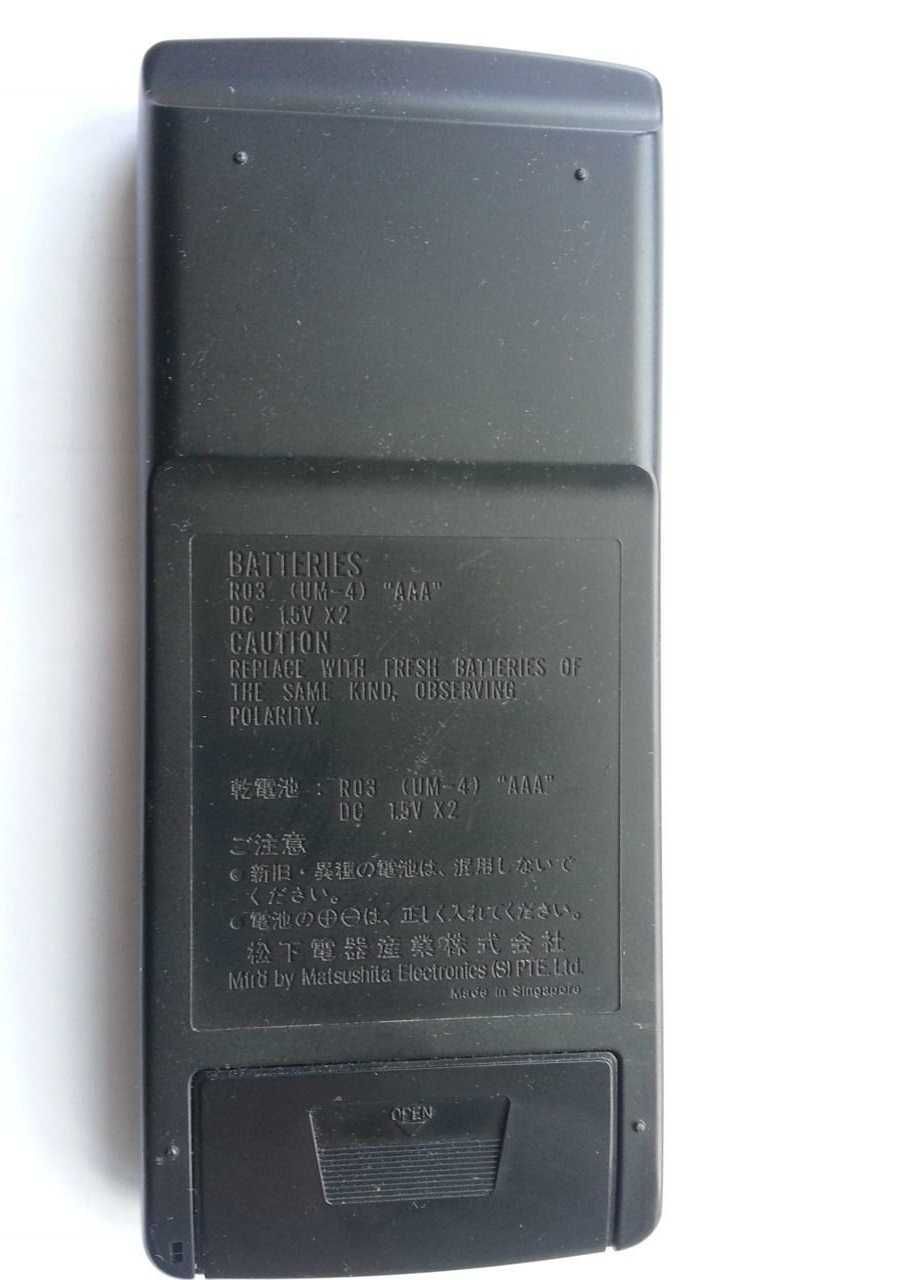 BATTERIES
R03 (UM-4) "AAA"
DC 1.5V X2
CAUTION
REPLACE WITH FRESH BATTERIES OF
THE SAME KIND, OBSERVING
POLARITY.
乾電池 : R03 (UM-4) "AAA"
DC 1.5V X2
ご注意
● 新旧・異種の電池は、混用しないで
ください。
● 電池の⊕⊖は、正しく入れてください。
松下電器産業株式会社
Mfrd by Matsushita Electronics (S) PTE. Ltd.
Made in Singapore
OPEN